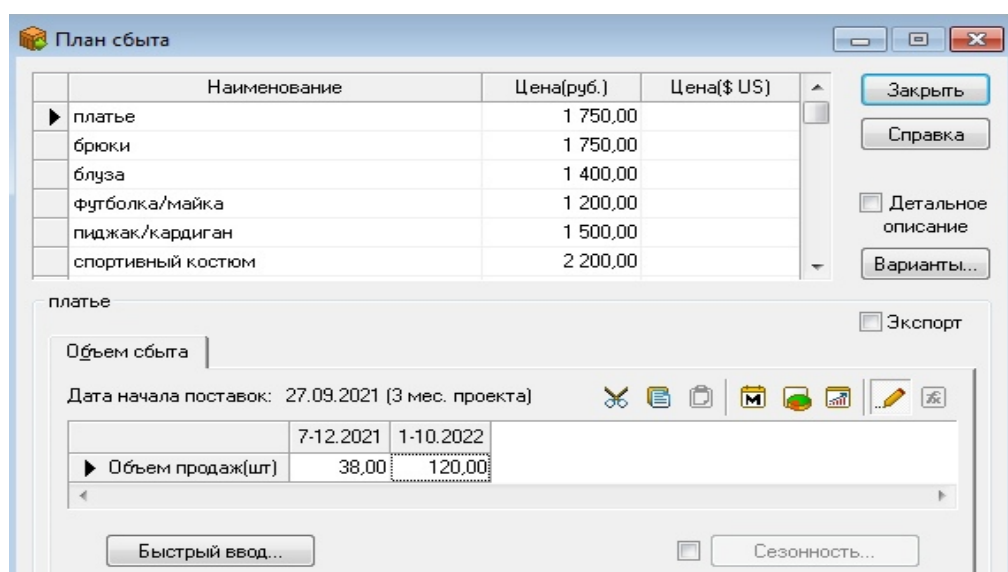 План сбыта
Наименование Цена(руб.) Цена($ US)
платье 1 750,00
брюки 1 750,00
блуза 1 400,00
футболка/майка 1 200,00
пиджак/кардиган 1 500,00
спортивный костюм 2 200,00
Закрыть
Справка
Детальное
описание
Варианты...
платье
Экспорт
Объем сбыта
Дата начала поставок: 27.09.2021 (3 мес. проекта)
7-12.2021 1-10.2022
Объем продаж(шт) 38,00 120,00
Быстрый ввод...
Сезонность...